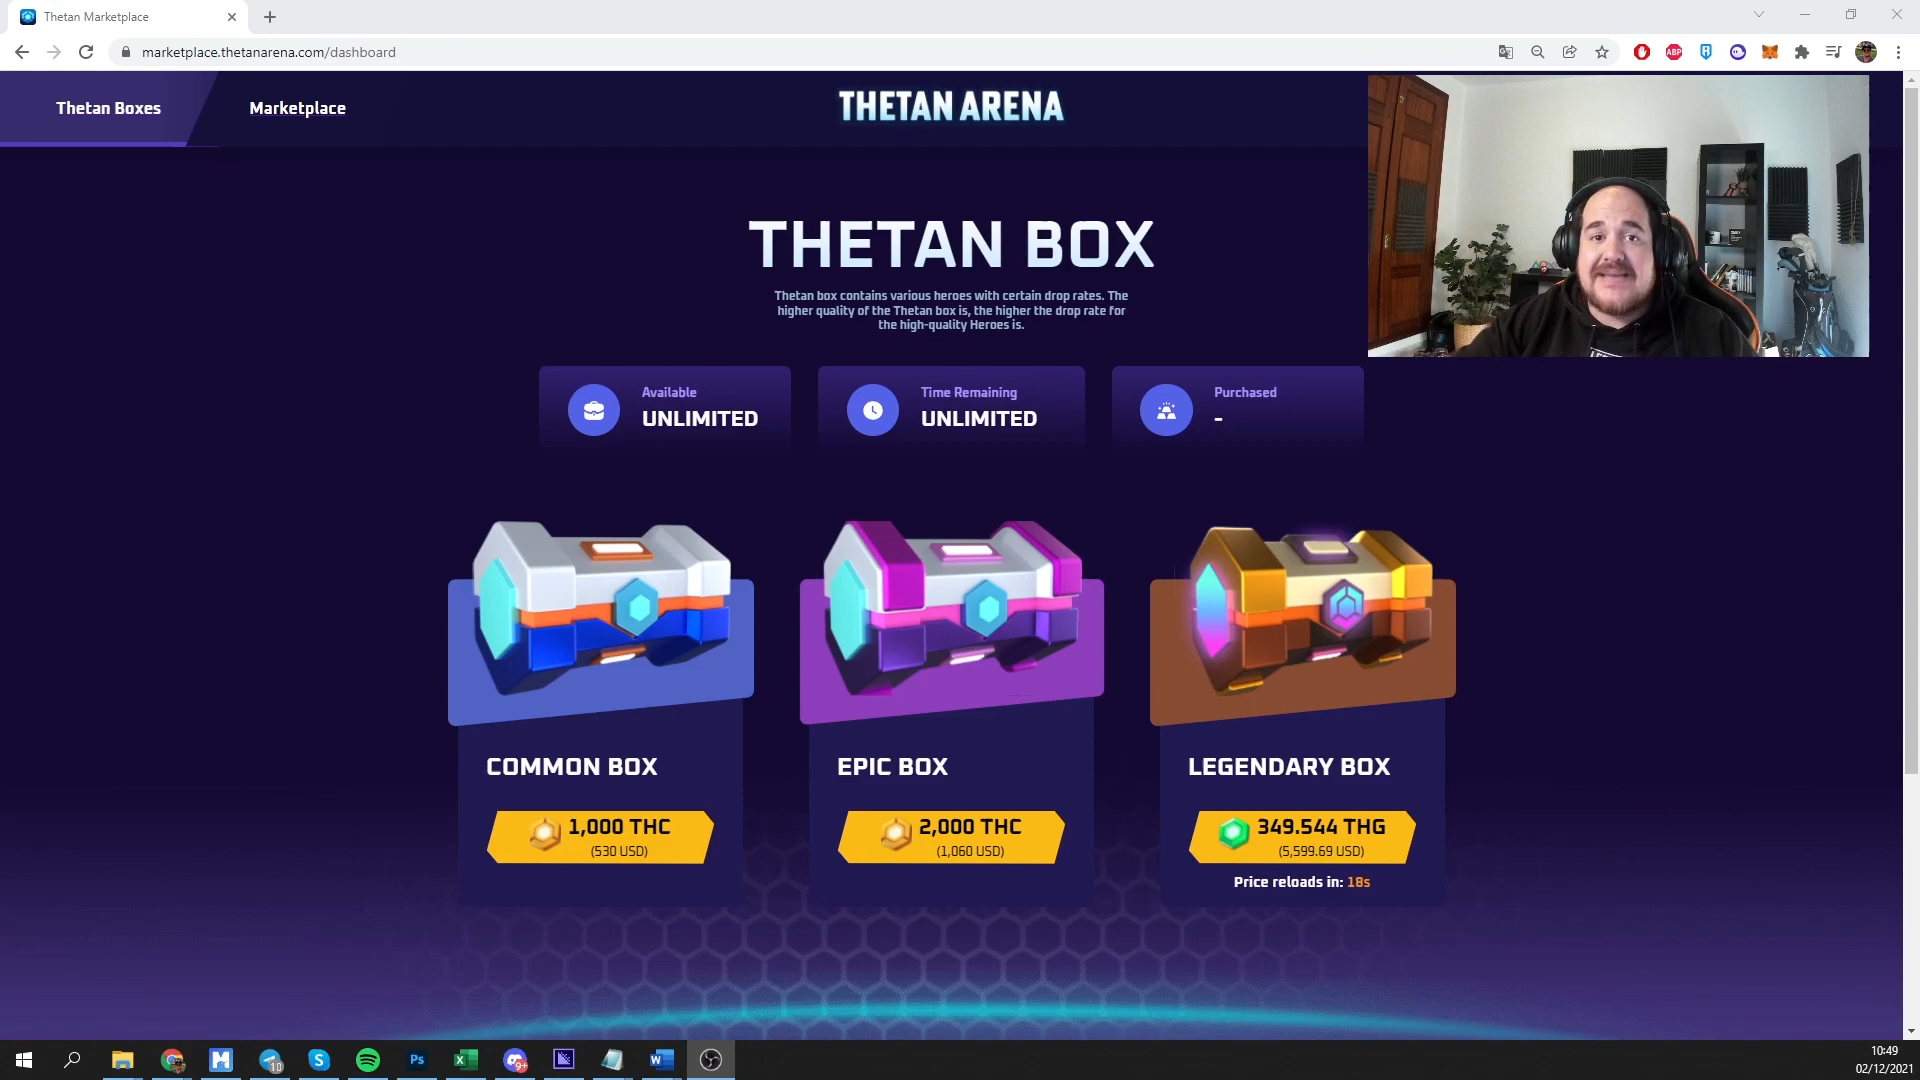 Thetan Marketplace
marketplace.thetanarena.com/dashboard
ABP
Thetan Boxes
Marketplace
THETAN ARENA
THETAN BOX
Thetan box contains various heroes with certain drop rates. The
higher quality of the Thetan box is, the higher the drop rate for
the high-quality Heroes is.
Available
UNLIMITED
Time Remaining
UNLIMITED
Purchased
-
COMMON BOX
1,000 THC
(530 USD)
EPIC BOX
2,000 THC
(1,060 USD)
LEGENDARY BOX
349.544 THG
(5,599.69 USD)
Price reloads in: 18s
10
S
Ps
X
9+
W
10:49
02/12/2021